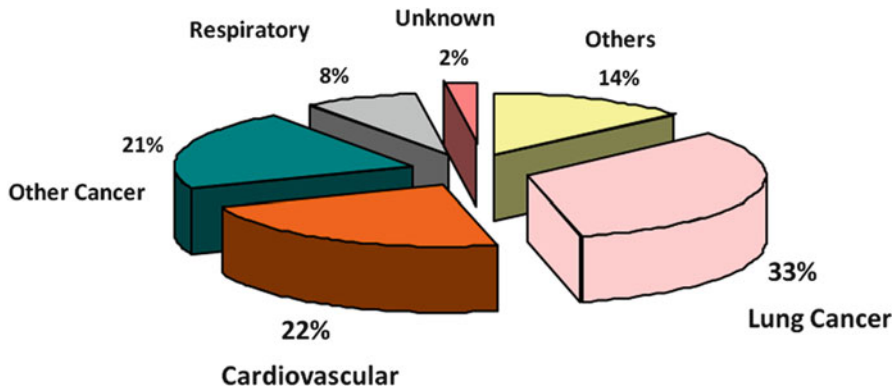 Unknown
2%
Others
14%
33%
Lung Cancer
22%
Cardiovascular
21%
Other Cancer
Respiratory
8%